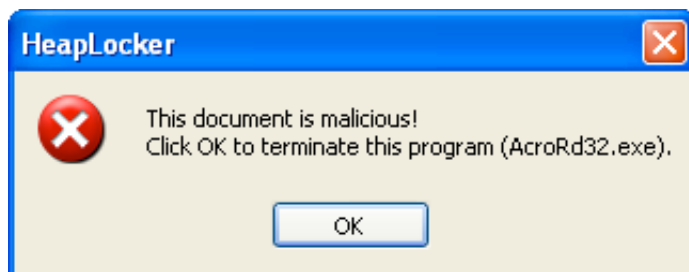 HeapLocker
This document is malicious!
Click OK to terminate this program (AcroRd32.exe).
OK